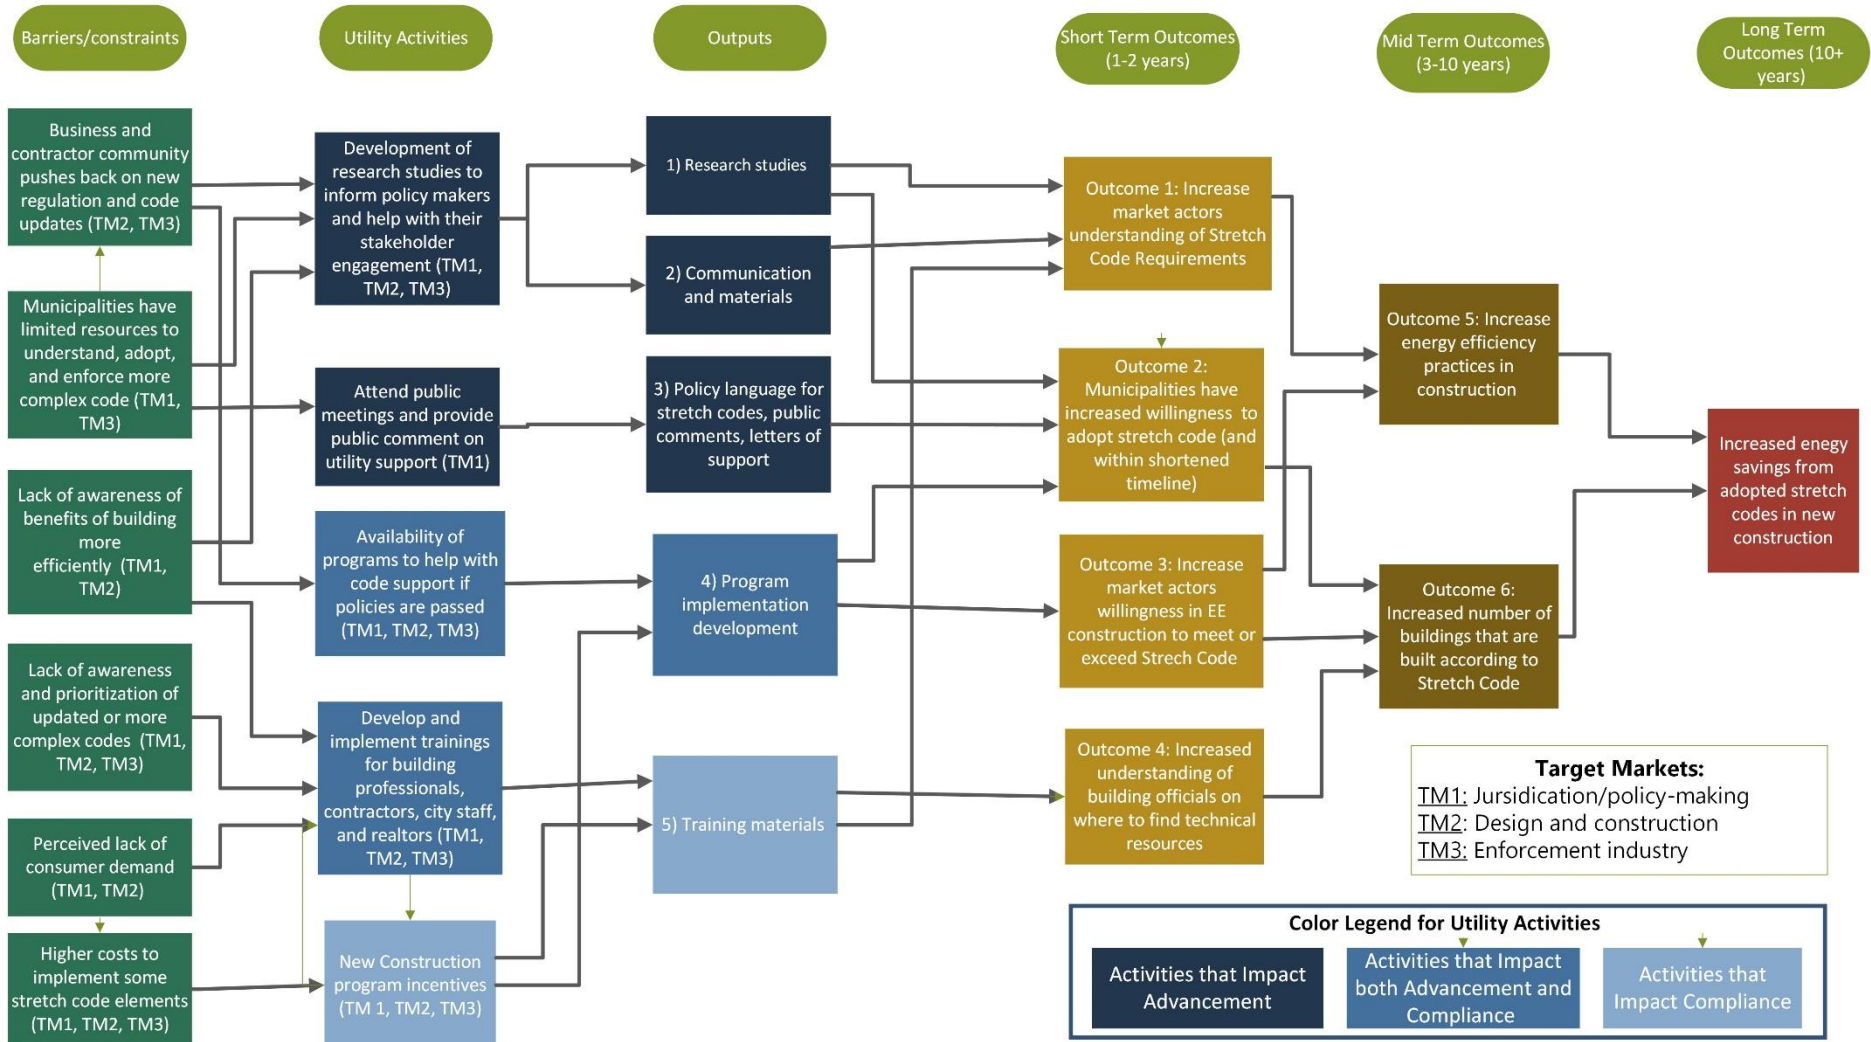 Barriers/constraints
Utility Activities
Outputs
Short Term Outcomes
(1-2 years)
Mid Term Outcomes
(3-10 years)
Long Term
Outcomes (10+
years)
Business and
contractor community
pushes back on new
regulation and code
updates (TM2, TM3)
Municipalities have
limited resources to
understand, adopt,
and enforce more
complex code (TM1,
TM3)
Lack of awareness of
benefits of building
more
efficiently (TM1,
TM2)
Lack of awareness
and prioritization of
updated or more
complex codes (TM1,
TM2, TM3)
Perceived lack of
consumer demand
(TM1, TM2)
Higher costs to
implement some
stretch code elements
(TM1, TM2, TM3)
Development of
research studies to
inform policy makers
and help with their
stakeholder
engagement (TM1,
TM2, TM3)
Attend public
meetings and provide
public comment on
utility support (TM1)
Availability of
programs to help with
code support if
policies are passed
(TM1, TM2, TM3)
Develop and
implement trainings
for building
professionals,
contractors, city staff,
and realtors (TM1,
TM2, TM3)
New Construction
program incentives
(TM 1, TM2, TM3)
1) Research studies
2) Communication
and materials
3) Policy language for
stretch codes, public
comments, letters of
support
4) Program
implementation
development
5) Training materials
Outcome 1: Increase
market actors
understanding of Stretch
Code Requirements
Outcome 2:
Municipalities have
increased willingness to
adopt stretch code (and
within shortened
timeline)
Outcome 3: Increase
market actors
willingness in EE
construction to meet or
exceed Strech Code
Outcome 4: Increased
understanding of
building officials on
where to find technical
resources
Outcome 5: Increase
energy efficiency
practices in
construction
Outcome 6:
Increased number of
buildings that are
built according to
Stretch Code
Increased enegy
savings from
adopted stretch
codes in new
construction
Target Markets:
TM1: Jursidication/policy-making
TM2: Design and construction
TM3: Enforcement industry
Color Legend for Utility Activities
Activities that Impact
Advancement
Activities that Impact
both Advancement and
Compliance
Activities that
Impact Compliance